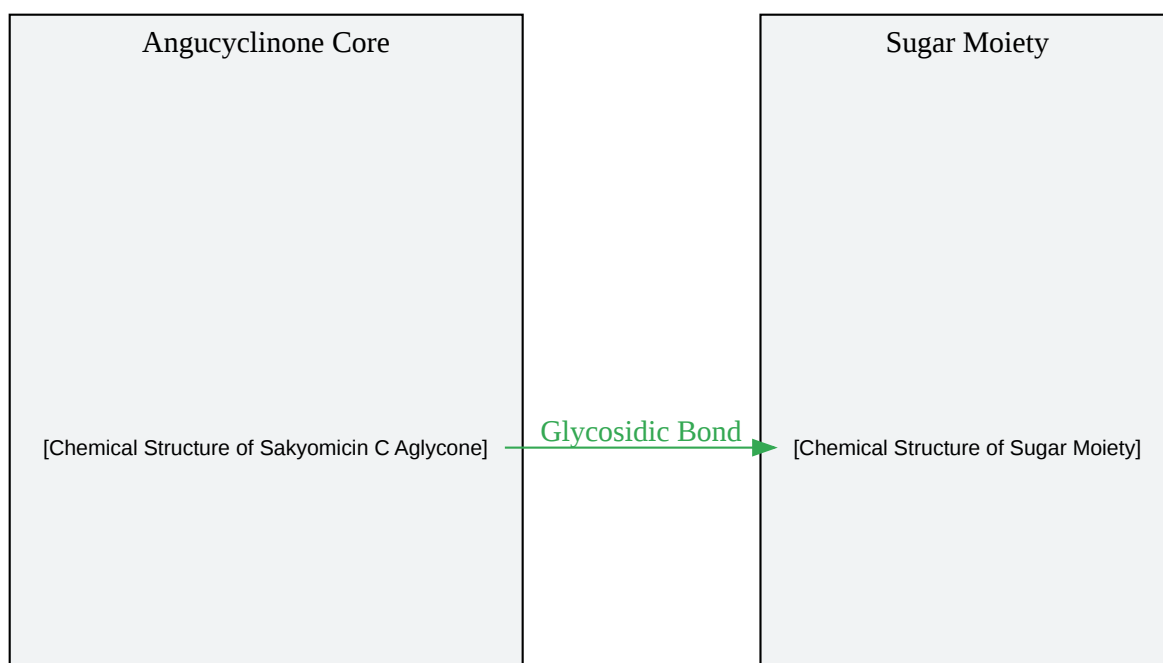 Angucyclinone Core
Sugar Moiety
[Chemical Structure of Sakyomicin C Aglycone]
Glycosidic Bond
[Chemical Structure of Sugar Moiety]